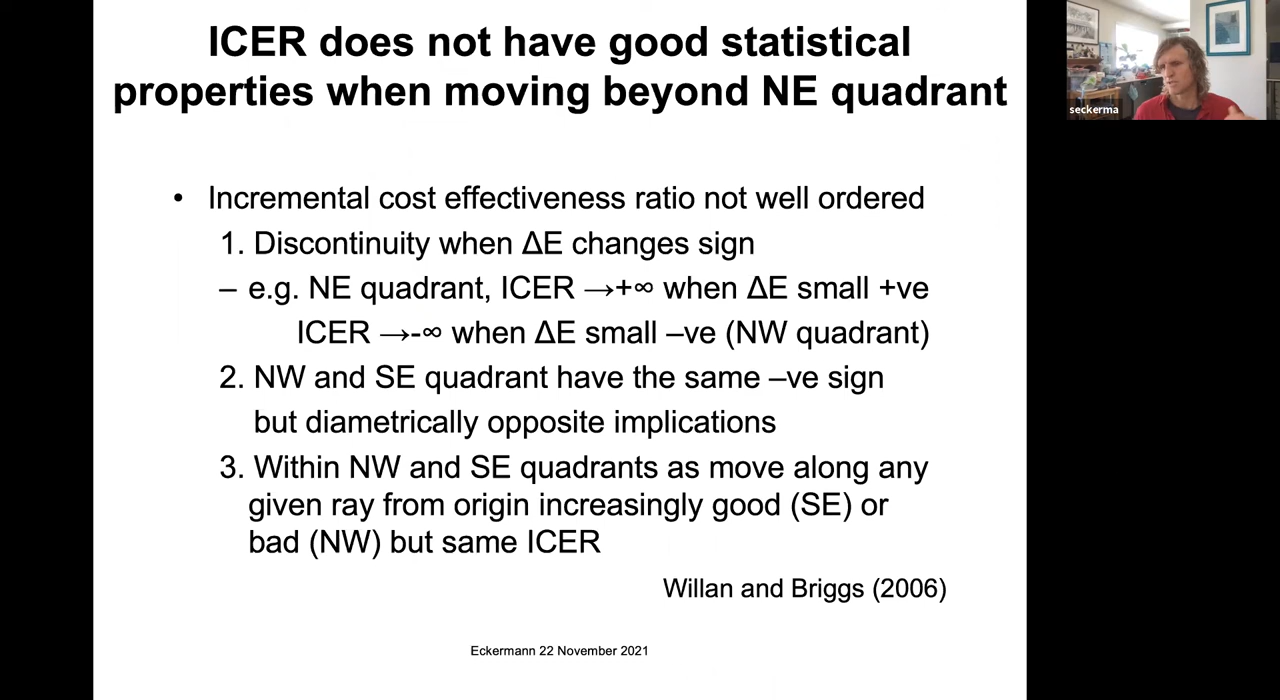 ICER does not have good statistical
properties when moving beyond NE quadrant
seckerma
• Incremental cost effectiveness ratio not well ordered
1. Discontinuity when ΔE changes sign
– e.g. NE quadrant, ICER →+∞ when ΔE small +ve
ICER →-∞ when ΔE small –ve (NW quadrant)
2. NW and SE quadrant have the same –ve sign
but diametrically opposite implications
3. Within NW and SE quadrants as move along any
given ray from origin increasingly good (SE) or
bad (NW) but same ICER
Willan and Briggs (2006)
Eckermann 22 November 2021